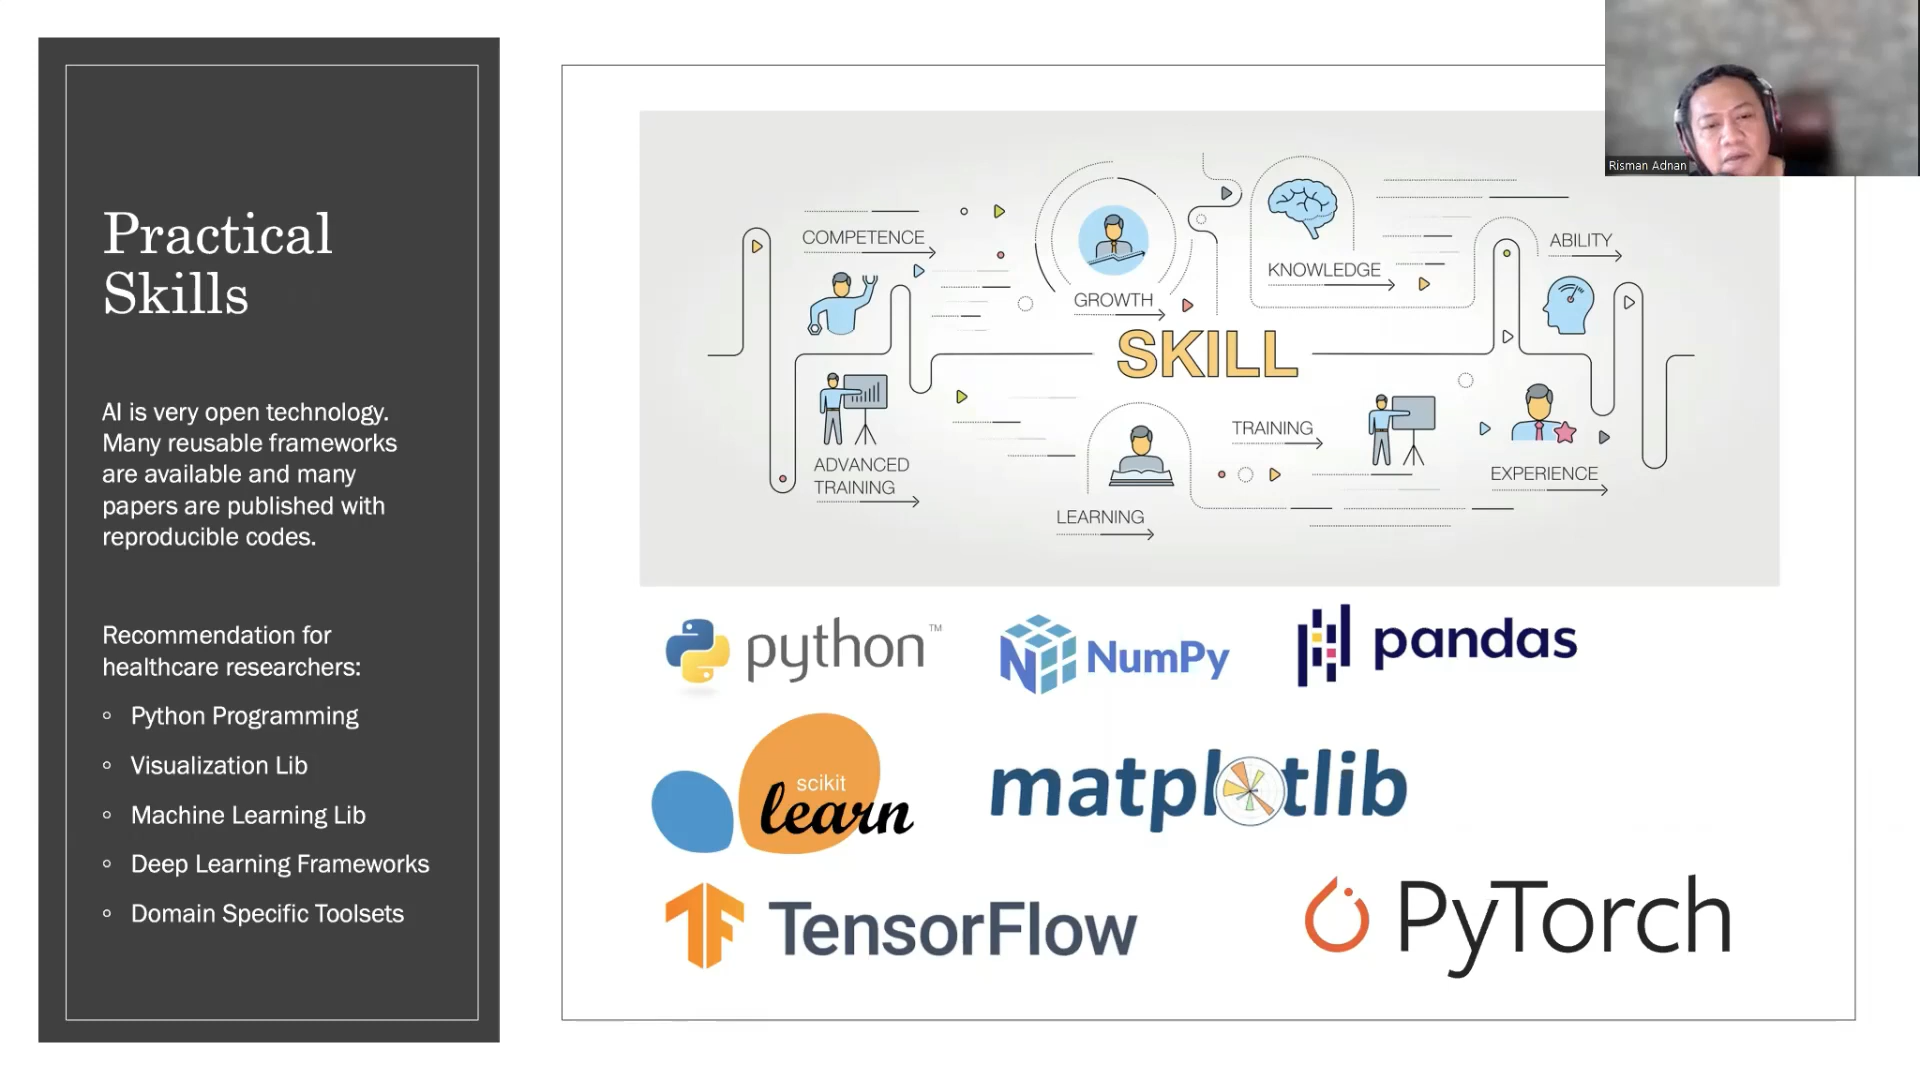 Practical
Skills
AI is very open technology.
Many reusable frameworks
are available and many
papers are published with
reproducible codes.
Recommendation for
healthcare researchers:
Python Programming
Visualization Lib
Machine Learning Lib
Deep Learning Frameworks
Domain Specific Toolsets
Risman Adnan
COMPETENCE
GROWTH
KNOWLEDGE
ABILITY
SKILL
ADVANCED
TRAINING
LEARNING
TRAINING
EXPERIENCE
python™
NumPy
pandas
scikit
learn
matplotlib
TensorFlow
PyTorch